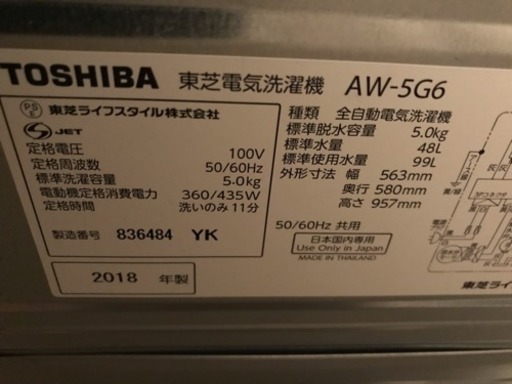 TOSHIBA 東芝電気洗濯機 AW-5G6
PS E
東芝ライフスタイル株式会社
S JET
定格電圧 100V
定格周波数 50/60Hz
標準洗濯容量 5.0kg
電動機定格消費電力 360/435W
定格時間 洗いのみ 11分
製造番号 836484 YK
2018 年製
種類 全自動電気洗濯機
標準脱水容量 5.0kg
標準水量 48L
標準使用水量 99L
外形寸法 幅 563mm
奥行 580mm
高さ 957mm
50/60Hz 共用
日本国内専用
Use Only in Japan
MADE IN THAILAND
東芝ライフ